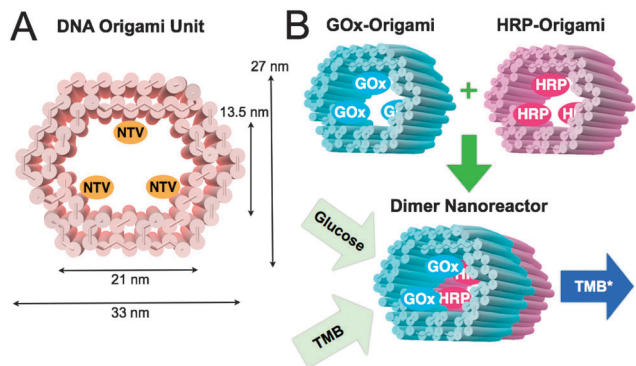 A
DNA Origami Unit
27 nm
13.5 nm
NTV
NTV
NTV
21 nm
33 nm
B
GOx-Origami
HRP-Origami
GOx
GOx
+
HRP
HRP
Dimer Nanoreactor
Glucose
GOx
GOx
HRP
TMB
TMB*